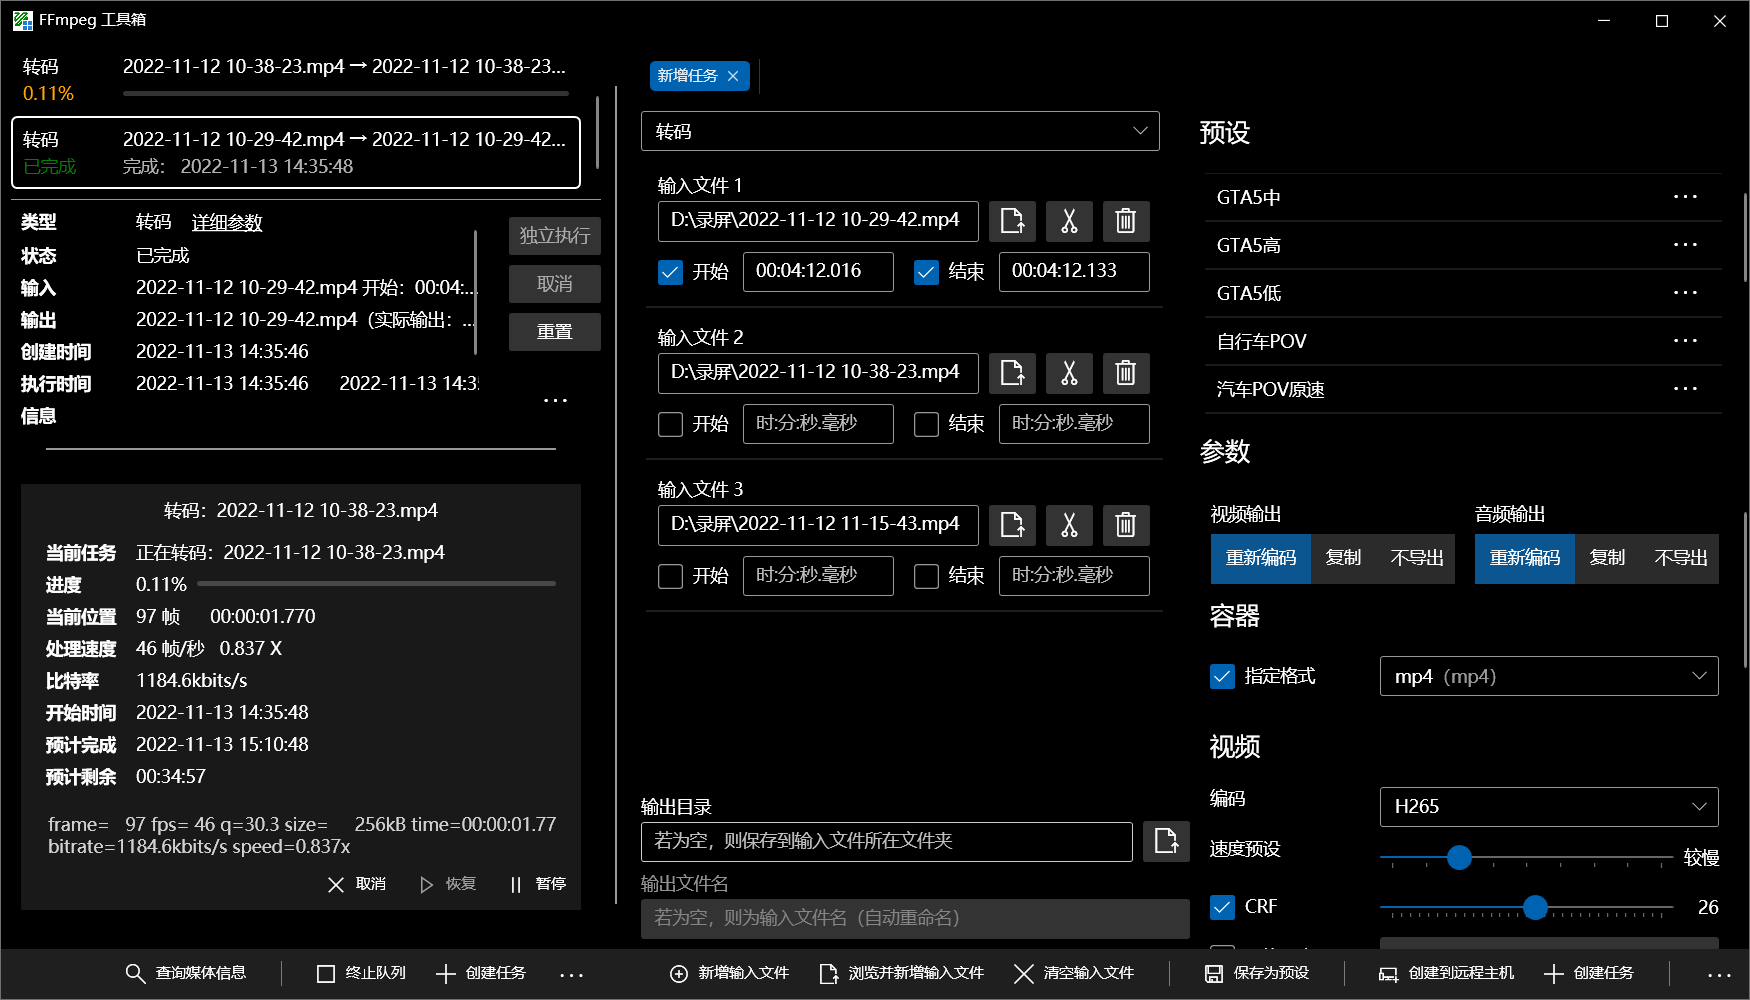 FFmpeg 工具箱
转码 2022-11-12 10-38-23.mp4 → 2022-11-12 10-38-23...
0.11%
转码 2022-11-12 10-29-42.mp4 → 2022-11-12 10-29-42...
已完成 完成： 2022-11-13 14:35:48
类型 转码 详细参数
状态 已完成
输入 2022-11-12 10-29-42.mp4 开始：00:04:...
输出 2022-11-12 10-29-42.mp4（实际输出：...
创建时间 2022-11-13 14:35:46
执行时间 2022-11-13 14:35:46 2022-11-13 14:3
信息
独立执行
取消
重置
...
转码：2022-11-12 10-38-23.mp4
当前任务 正在转码：2022-11-12 10-38-23.mp4
进度 0.11%
当前位置 97 帧 00:00:01.770
处理速度 46 帧/秒 0.837 X
比特率 1184.6kbits/s
开始时间 2022-11-13 14:35:48
预计完成 2022-11-13 15:10:48
预计剩余 00:34:57
frame= 97 fps= 46 q=30.3 size= 256kB time=00:00:01.77
bitrate=1184.6kbits/s speed=0.837x
取消 恢复 暂停
查询媒体信息 终止队列 创建任务 ...
新增任务
转码
输入文件 1
D:\录屏\2022-11-12 10-29-42.mp4
开始 00:04:12.016 结束 00:04:12.133
输入文件 2
D:\录屏\2022-11-12 10-38-23.mp4
开始 时:分:秒.毫秒 结束 时:分:秒.毫秒
输入文件 3
D:\录屏\2022-11-12 11-15-43.mp4
开始 时:分:秒.毫秒 结束 时:分:秒.毫秒
输出目录
若为空，则保存到输入文件所在文件夹
输出文件名
若为空，则为输入文件名（自动重命名）
新增输入文件 浏览并新增输入文件 清空输入文件
预设
GTA5中 ...
GTA5高 ...
GTA5低 ...
自行车POV ...
汽车POV原速 ...
参数
视频输出 音频输出
重新编码 复制 不导出 重新编码 复制 不导出
容器
指定格式 mp4（mp4）
视频
编码 H265
速度预设 较慢
CRF 26
保存为预设 创建到远程主机 创建任务 ...